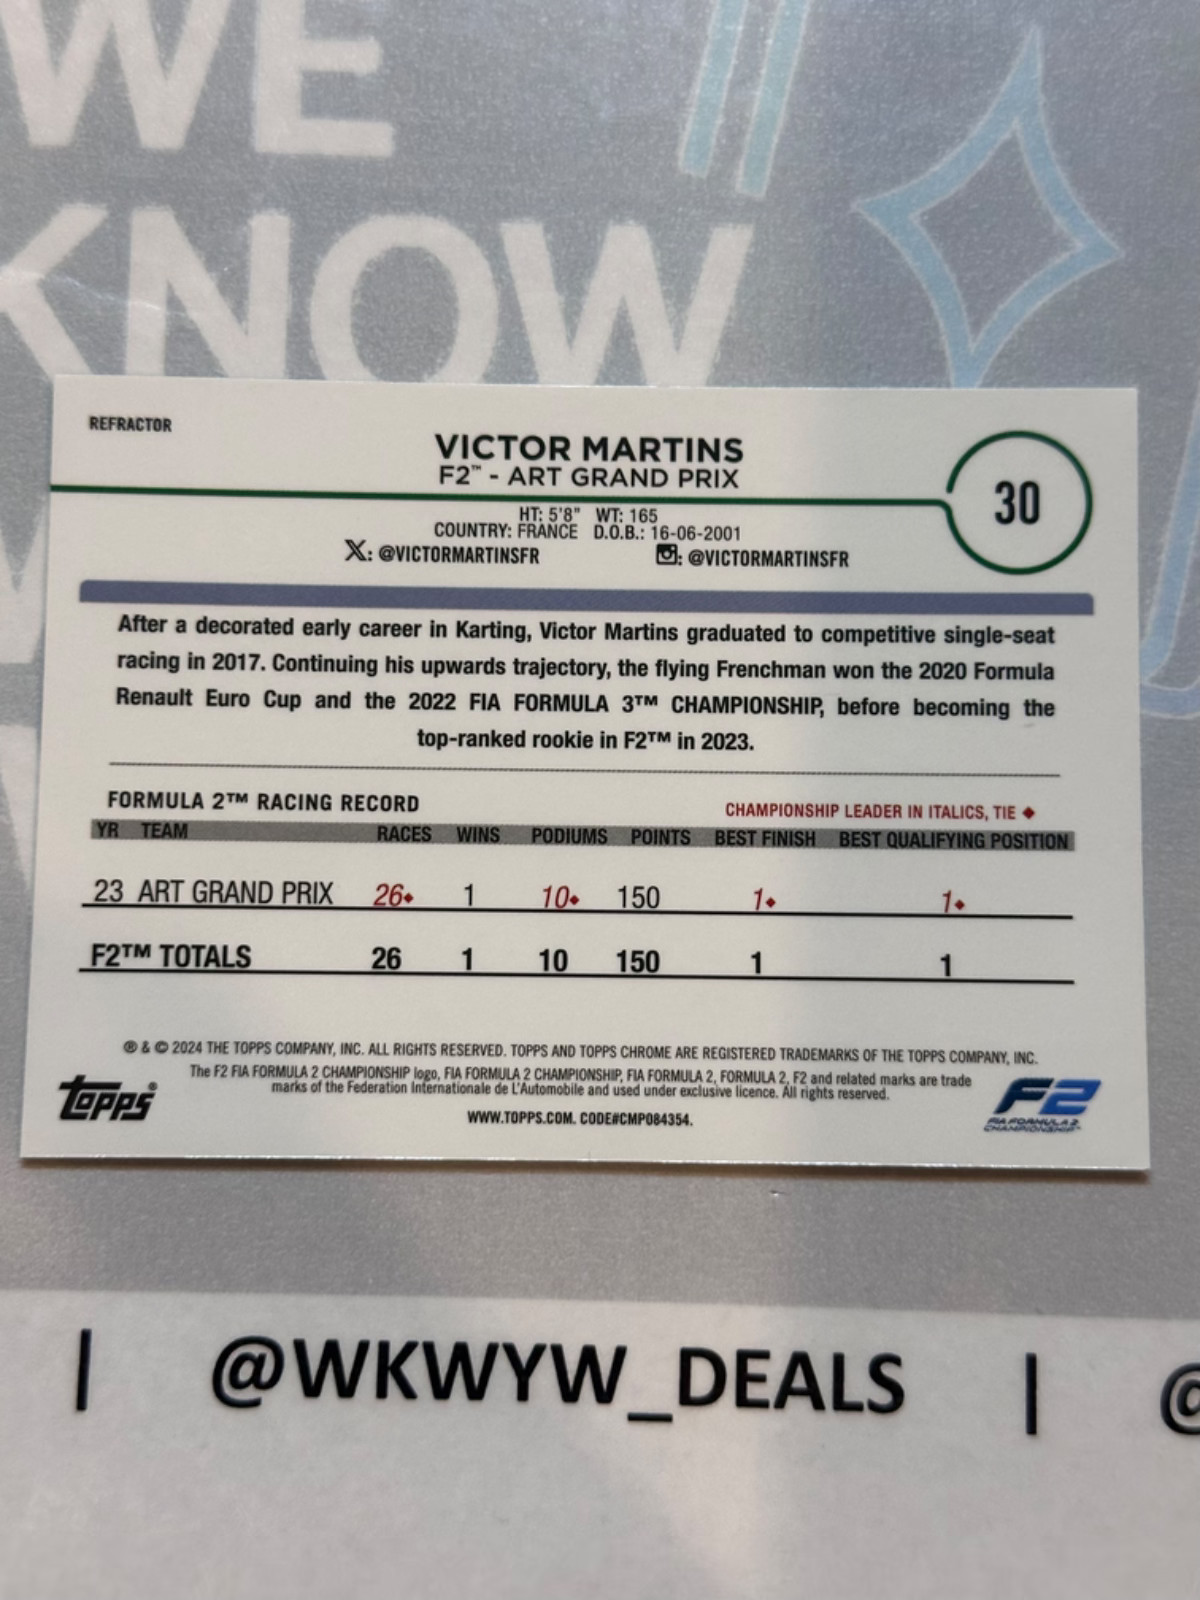 WE
KNOW
REFRACTOR
VICTOR MARTINS
F2™ - ART GRAND PRIX
30
HT: 5'8" WT: 165
COUNTRY: FRANCE D.O.B.: 16-06-2001
X: @VICTORMARTINSFR : @VICTORMARTINSFR
After a decorated early career in Karting, Victor Martins graduated to competitive single-seat
racing in 2017. Continuing his upwards trajectory, the flying Frenchman won the 2020 Formula
Renault Euro Cup and the 2022 FIA FORMULA 3™ CHAMPIONSHIP, before becoming the
top-ranked rookie in F2™ in 2023.
FORMULA 2™ RACING RECORD CHAMPIONSHIP LEADER IN ITALICS, TIE ♦
YR TEAM RACES WINS PODIUMS POINTS BEST FINISH BEST QUALIFYING POSITION
23 ART GRAND PRIX 26♦ 1 10♦ 150 1♦ 1♦
F2™ TOTALS 26 1 10 150 1 1
® & © 2024 THE TOPPS COMPANY, INC. ALL RIGHTS RESERVED. TOPPS AND TOPPS CHROME ARE REGISTERED TRADEMARKS OF THE TOPPS COMPANY, INC.
The F2 FIA FORMULA 2 CHAMPIONSHIP logo, FIA FORMULA 2 CHAMPIONSHIP, FIA FORMULA 2, FORMULA 2, F2 and related marks are trade
marks of the Federation Internationale de L'Automobile and used under exclusive licence. All rights reserved.
WWW.TOPPS.COM. CODE#CMP084354.
Topps®
F2
FIA FORMULA 2
CHAMPIONSHIP™
| @WKWYW_DEALS | @